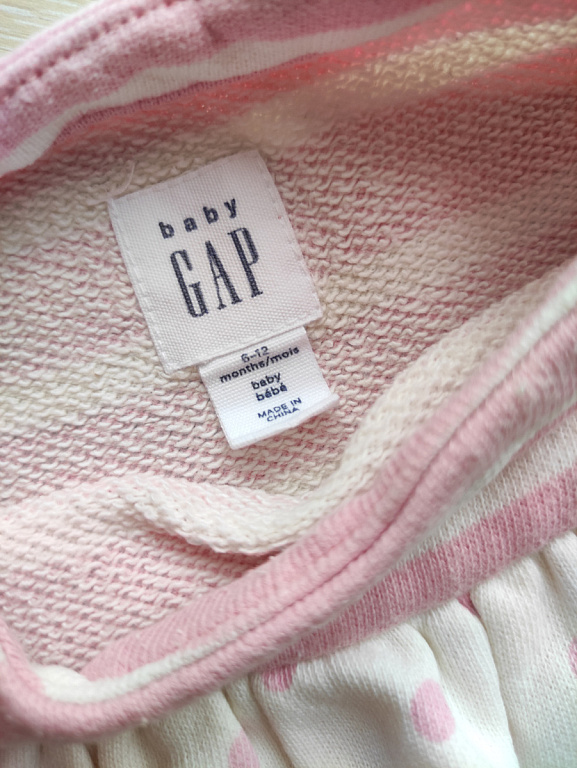 baby
GAP
6-12
months/mois
baby
bébé
MADE IN
CHINA